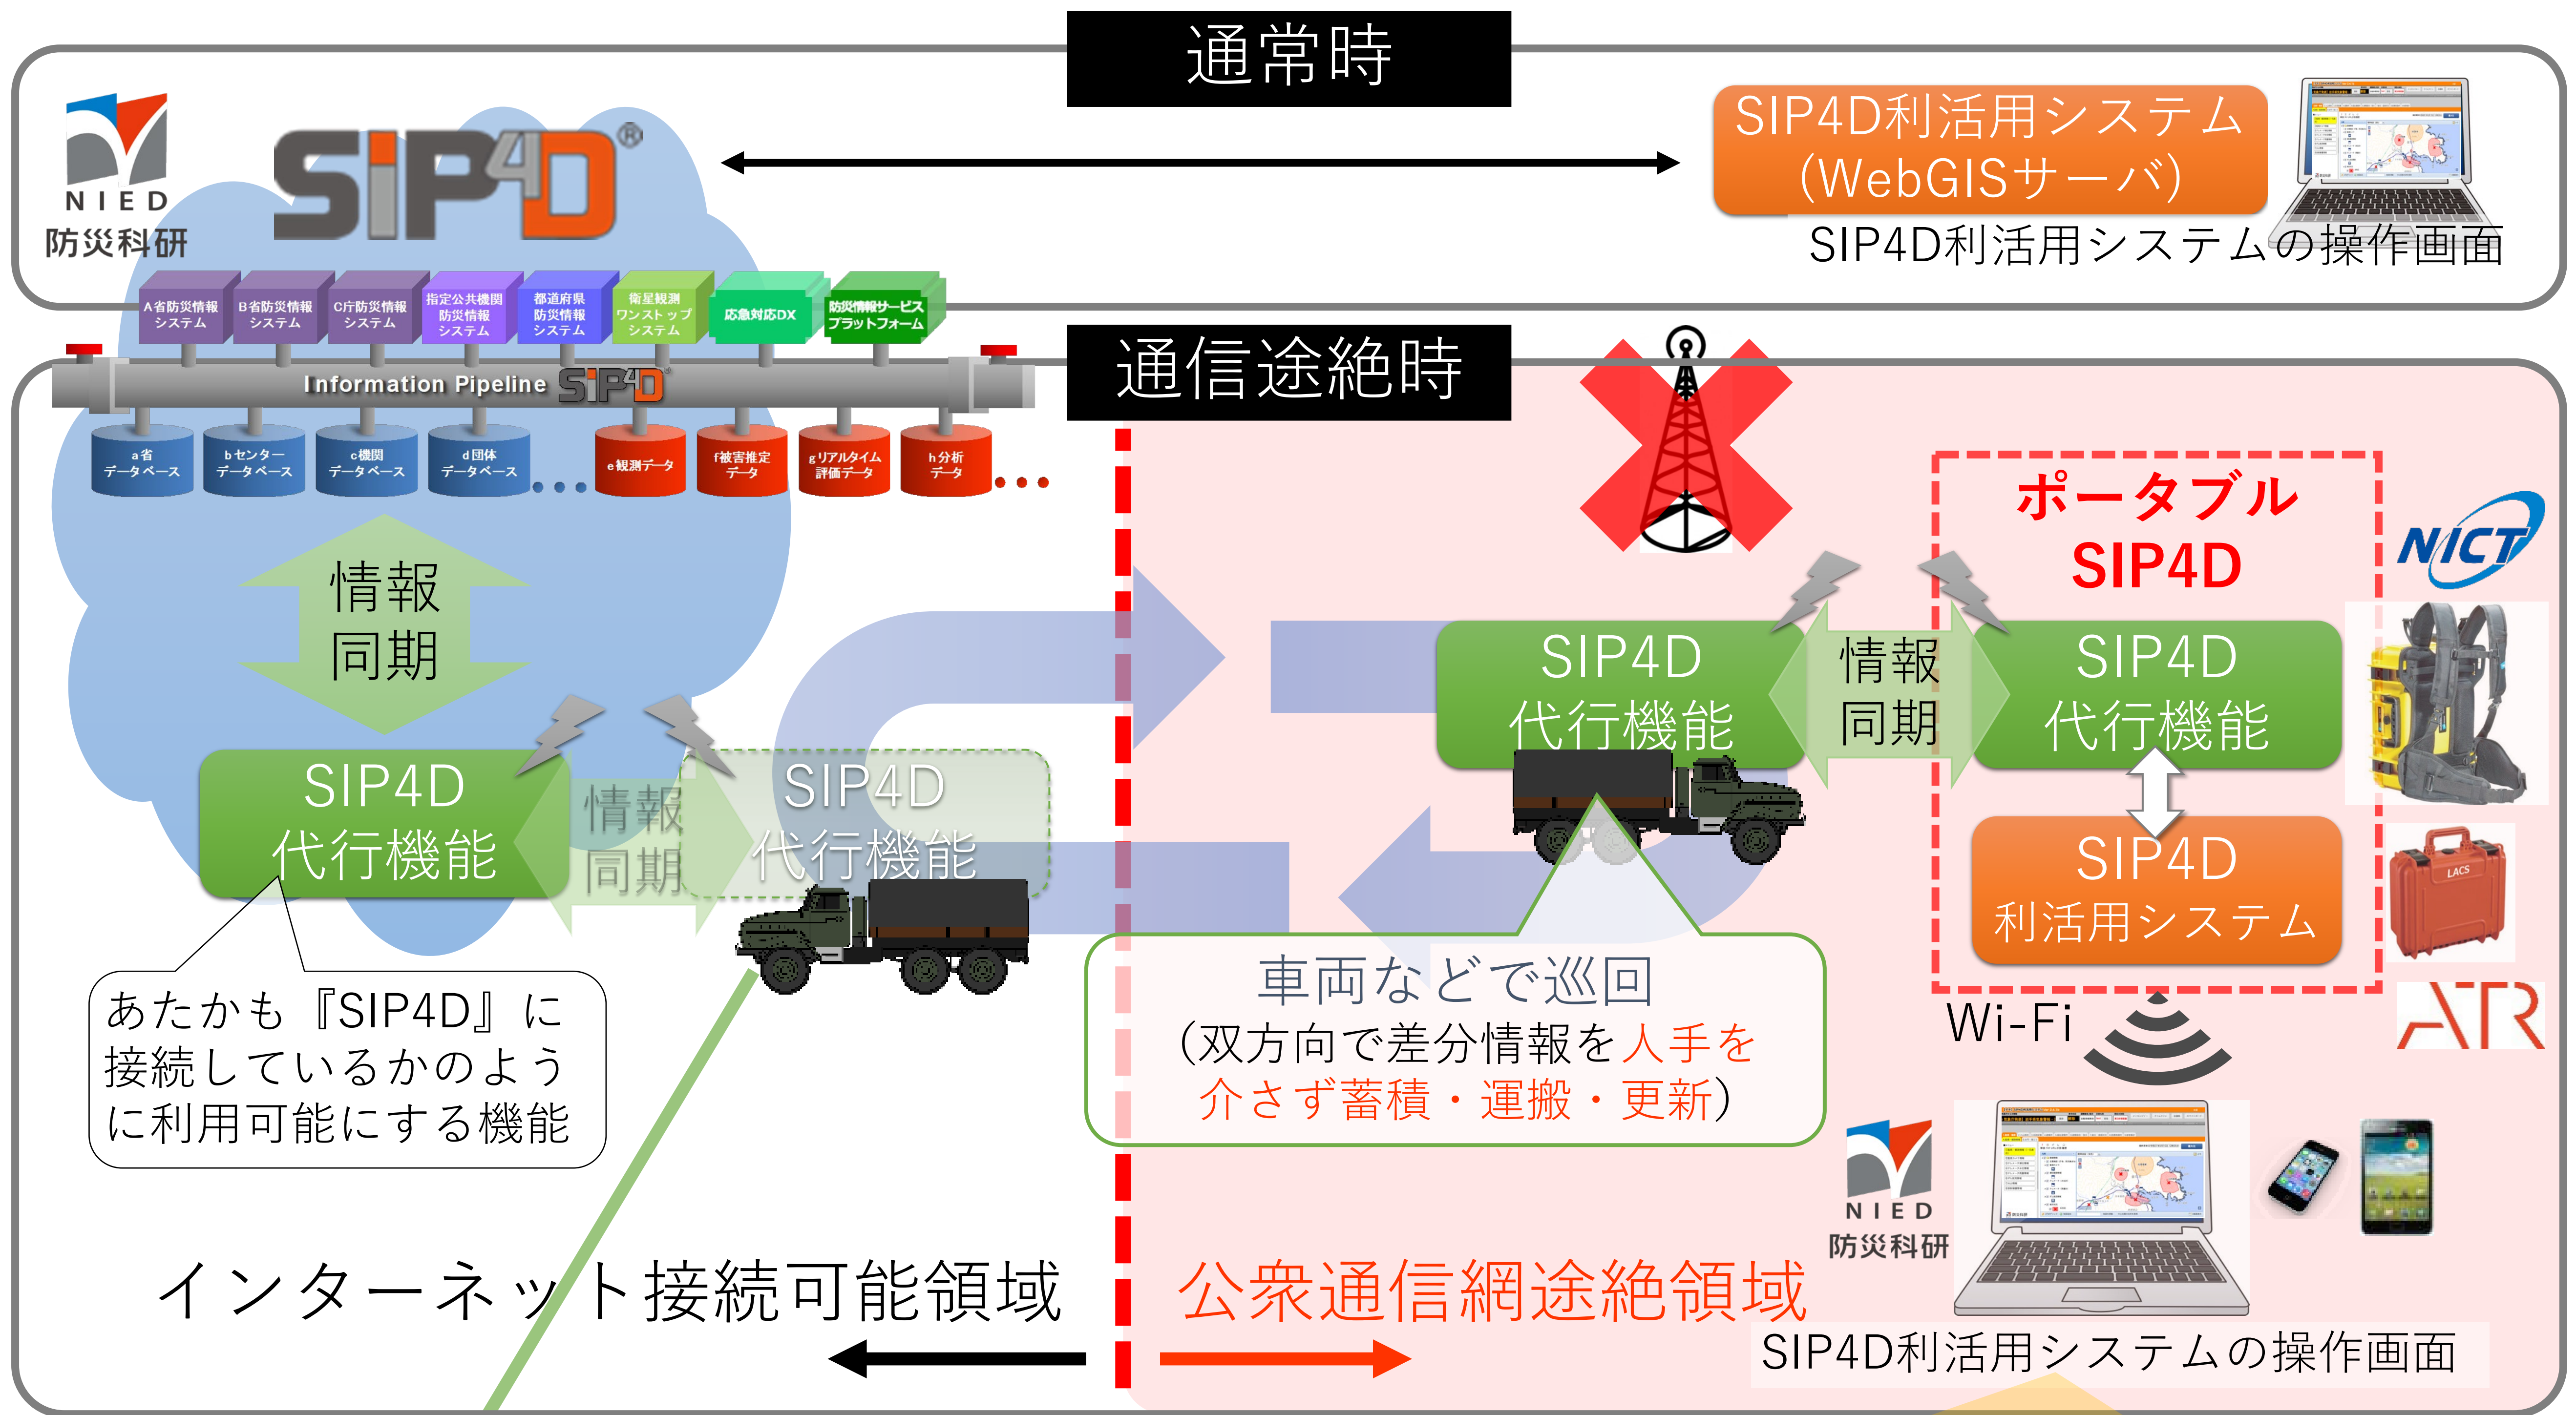 通常時
NIED
防災科研
SIP4D®
SIP4D利活用システム
(WebGISサーバ)
SIP4D利活用システムの操作画面
A省防災情報
システム
B省防災情報
システム
C庁防災情報
システム
指定公共機関
防災情報
システム
都道府県
防災情報
システム
衛星観測
ワンストップ
システム
応急対応DX
防災情報サービス
プラットフォーム
Information Pipeline SIP4D
a省
データベース
bセンター
データベース
c機関
データベース
d団体
データベース
・・・
e観測データ
f被害推定
データ
gリアルタイム
評価データ
h分析
データ
・・・
通信途絶時
情報
同期
SIP4D
代行機能
情報
同期
SIP4D
代行機能
あたかも『SIP4D』に
接続しているかのよう
に利用可能にする機能
SIP4D
代行機能
情報
同期
ポータブル
SIP4D
SIP4D
代行機能
SIP4D
利活用システム
NICT
LACS
ATR
車両などで巡回
(双方向で差分情報を人手を
介さず蓄積・運搬・更新)
Wi-Fi
NIED
防災科研
インターネット接続可能領域
公衆通信網途絶領域
SIP4D利活用システムの操作画面